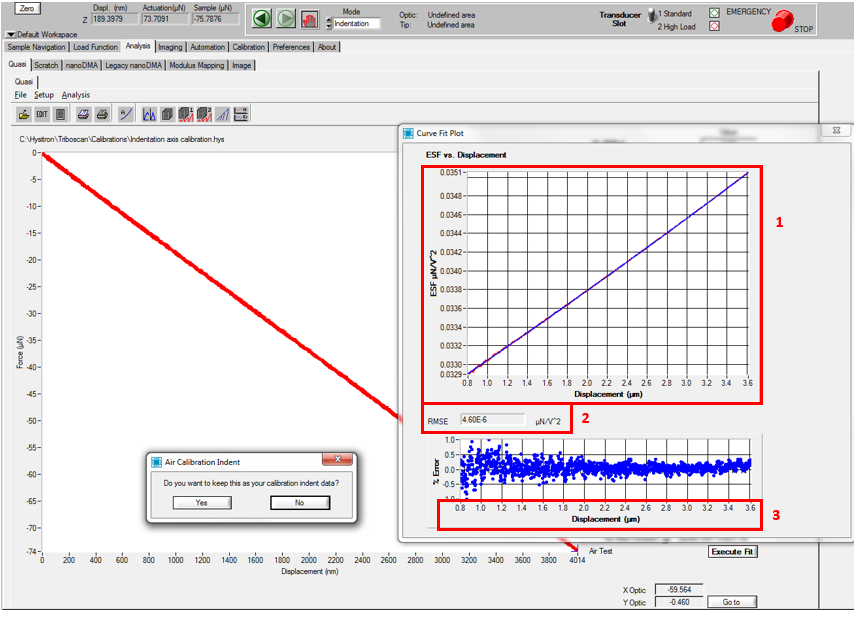 Zero
Displ. (nm) Actuation(µN) Sample (µN)
Z 189.3979 73.7091 -75.7876
Mode
Indentation
Optic: Undefined area
Tip: Undefined area
Transducer Slot
1 Standard
2 High Load
EMERGENCY
STOP
Default Workspace
Sample Navigation Load Function Analysis Imaging Automation Calibration Preferences About
Quasi Scratch nanoDMA Legacy nanoDMA Modulus Mapping Image
Quasi
File Setup Analysis
EDIT
C:\Hysitron\Triboscan\Calibrations\Indentation axis calibration.hys
0
-5
-10
-15
-20
-25
-30
-35
-40
-45
-50
-55
-60
-65
-70
-74
Force (µN)
0 200 400 600 800 1000 1200 1400 1600 1800 2000 2200 2400 2600 2800 3000 3200 3400 3600 3800 4014
Displacement (nm)
Air Calibration Indent
Do you want to keep this as your calibration indent data?
Yes No
Curve Fit Plot
ESF vs. Displacement
0.0351
0.0348
0.0346
0.0344
0.0342
0.0340
0.0338
0.0336
0.0334
0.0332
0.0330
0.0329
ESF µN/V^2
0.8 1.0 1.2 1.4 1.6 1.8 2.0 2.2 2.4 2.6 2.8 3.0 3.2 3.4 3.6
Displacement (µm)
1
RMSE 4.60E-6 µN/V^2
2
1.0
0.5
0.0
-0.5
% Error
0.8 1.0 1.2 1.4 1.6 1.8 2.0 2.2 2.4 2.6 2.8 3.0 3.2 3.4 3.6
Displacement (µm)
3
Air Test
Execute Fit
X Optic -59.564
Y Optic -0.460
Go to